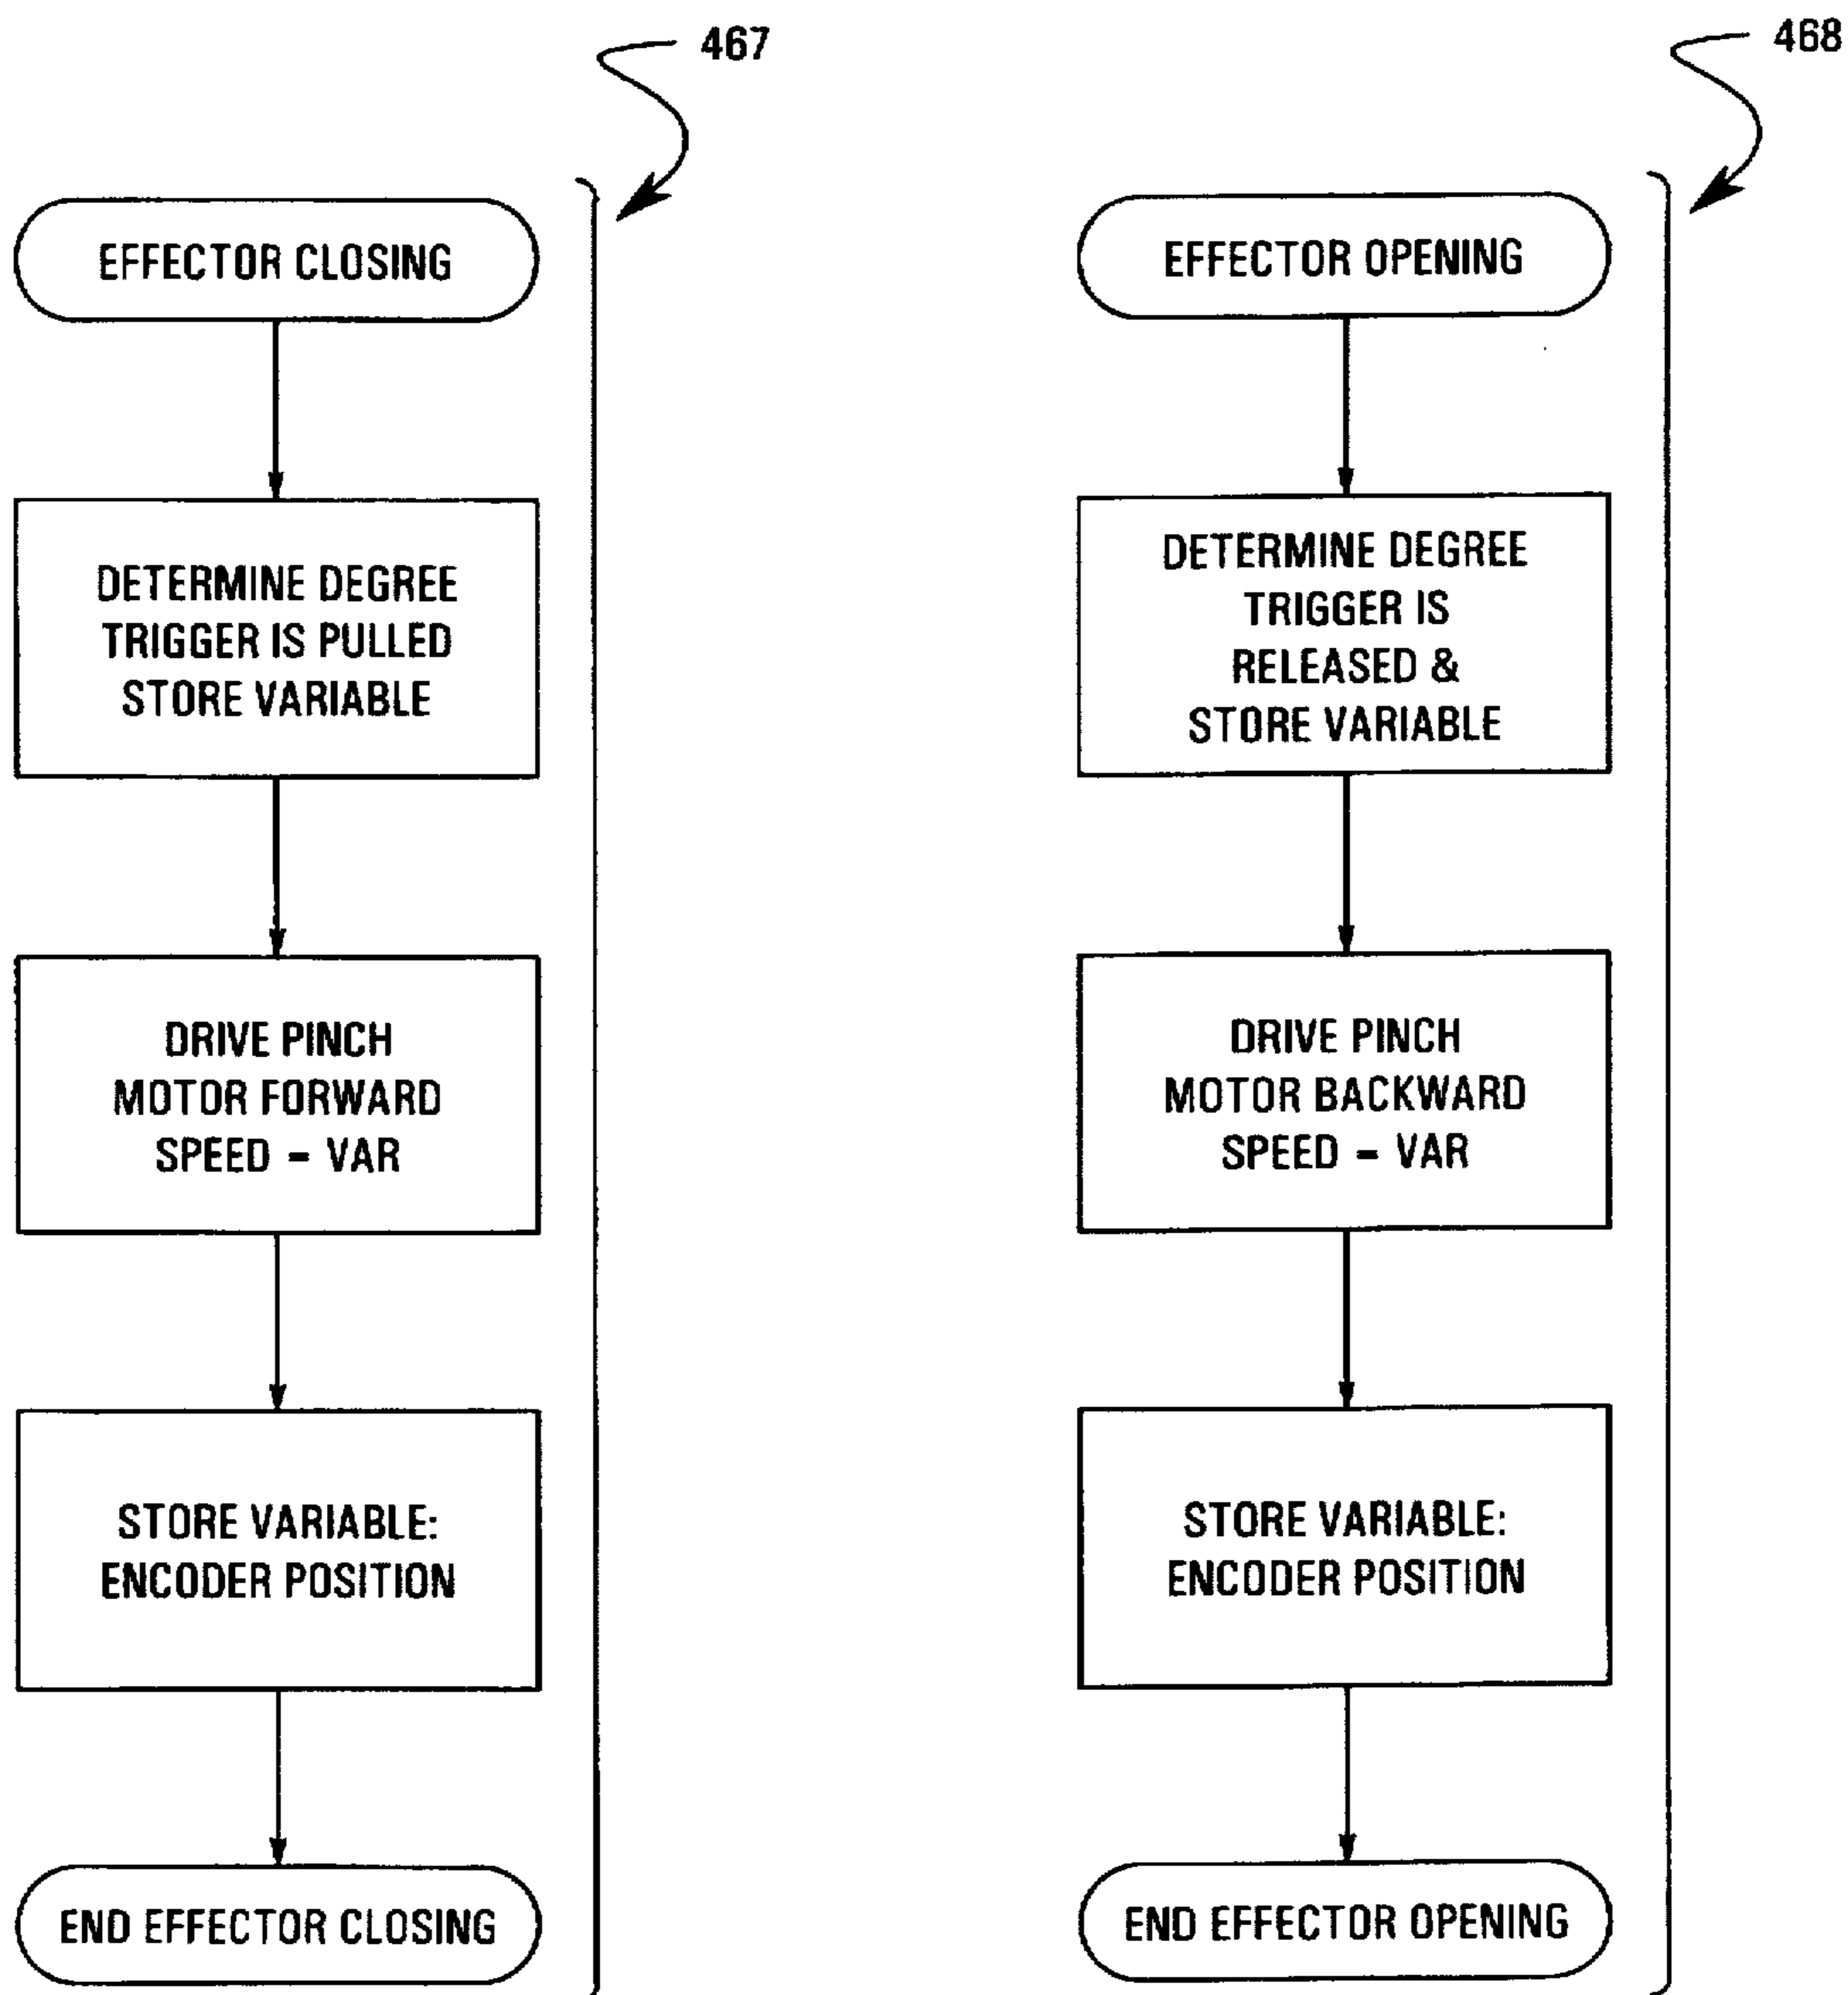 467
EFFECTOR CLOSING
DETERMINE DEGREE
TRIGGER IS PULLED
STORE VARIABLE
DRIVE PINCH
MOTOR FORWARD
SPEED = VAR
STORE VARIABLE:
ENCODER POSITION
END EFFECTOR CLOSING
468
EFFECTOR OPENING
DETERMINE DEGREE
TRIGGER IS
RELEASED &
STORE VARIABLE
DRIVE PINCH
MOTOR BACKWARD
SPEED = VAR
STORE VARIABLE:
ENCODER POSITION
END EFFECTOR OPENING